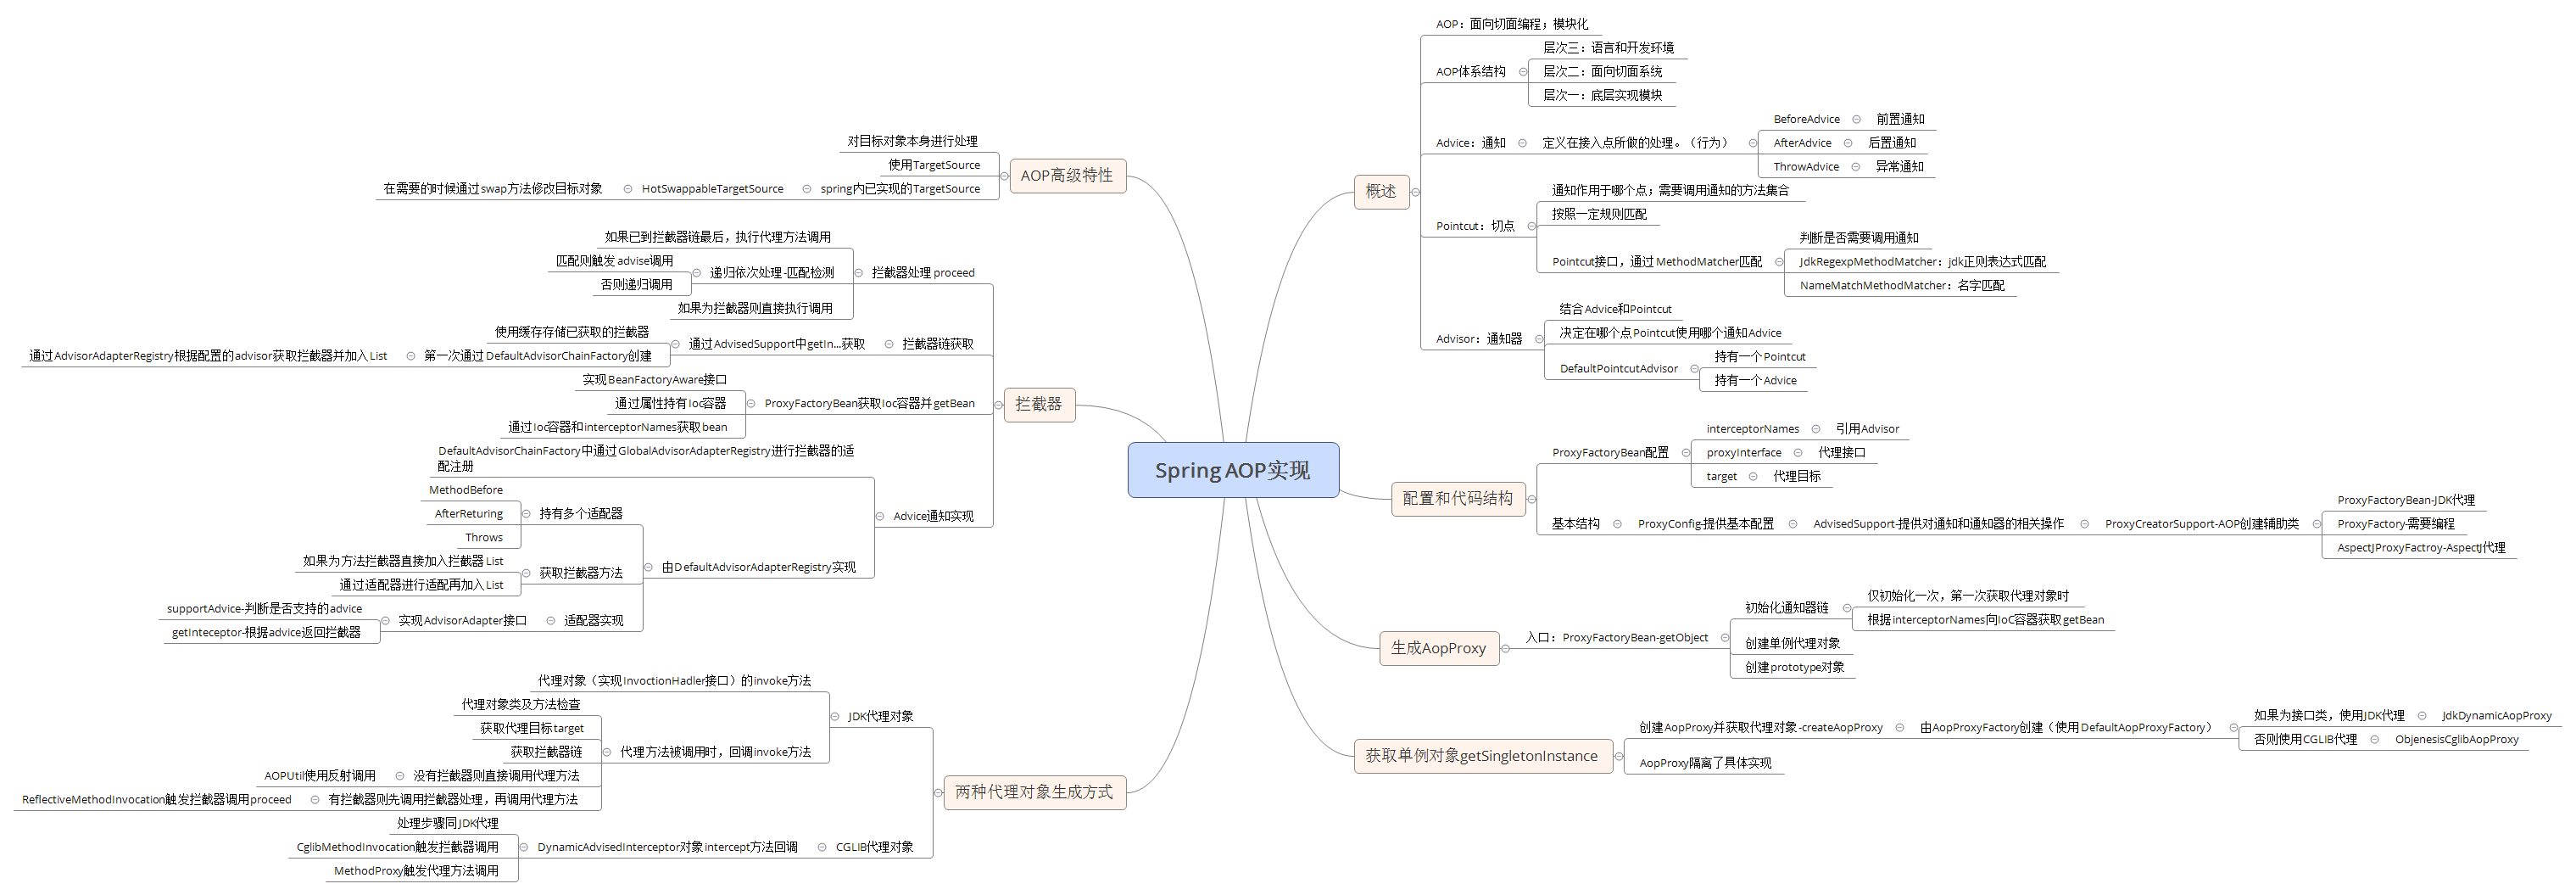 Spring AOP实现
概述
AOP：面向切面编程；模块化
AOP体系结构
层次三：语言和开发环境
层次二：面向切面系统
层次一：底层实现模块
Advice：通知
定义在接入点所做的处理。（行为）
BeforeAdvice
前置通知
AfterAdvice
后置通知
ThrowAdvice
异常通知
Pointcut：切点
通知作用于哪个点；需要调用通知的方法集合
按照一定规则匹配
Pointcut接口，通过MethodMatcher匹配
判断是否需要调用通知
JdkRegexpMethodMatcher：jdk正则表达式匹配
NameMatchMethodMatcher：名字匹配
Advisor：通知器
结合Advice和Pointcut
决定在哪个点Pointcut使用哪个通知Advice
DefaultPointcutAdvisor
持有一个Pointcut
持有一个Advice
配置和代码结构
ProxyFactoryBean配置
interceptorNames
引用Advisor
proxyInterface
代理接口
target
代理目标
基本结构
ProxyConfig-提供基本配置
AdvisedSupport-提供对通知和通知器的相关操作
ProxyCreatorSupport-AOP创建辅助类
ProxyFactoryBean-JDK代理
ProxyFactory-需要编程
AspectJProxyFactroy-AspectJ代理
生成AopProxy
入口：ProxyFactoryBean-getObject
初始化通知器链
仅初始化一次，第一次获取代理对象时
根据interceptorNames向IoC容器获取getBean
创建单例代理对象
创建prototype对象
获取单例对象getSingletonInstance
创建AopProxy并获取代理对象-createAopProxy
由AopProxyFactory创建（使用DefaultAopProxyFactory）
如果为接口类，使用JDK代理
JdkDynamicAopProxy
否则使用CGLIB代理
ObjenesisCglibAopProxy
AopProxy隔离了具体实现
AOP高级特性
对目标对象本身进行处理
使用TargetSource
spring内已实现的TargetSource
HotSwappableTargetSource
在需要的时候通过swap方法修改目标对象
拦截器
拦截器处理proceed
如果已到拦截器链最后，执行代理方法调用
递归依次处理-匹配检测
匹配则触发advise调用
否则递归调用
如果为拦截器则直接执行调用
拦截器链获取
通过AdvisedSupport中getIn...获取
使用缓存存储已获取的拦截器
第一次通过DefaultAdvisorChainFactory创建
通过AdvisorAdapterRegistry根据配置的advisor获取拦截器并加入List
ProxyFactoryBean获取Ioc容器并getBean
实现BeanFactoryAware接口
通过属性持有Ioc容器
通过Ioc容器和interceptorNames获取bean
Advice通知实现
DefaultAdvisorChainFactory中通过GlobalAdvisorAdapterRegistry进行拦截器的适
配注册
由DefaultAdvisorAdapterRegistry实现
持有多个适配器
MethodBefore
AfterReturing
Throws
获取拦截器方法
如果为方法拦截器直接加入拦截器List
通过适配器进行适配再加入List
适配器实现
实现AdvisorAdapter接口
supportAdvice-判断是否支持的advice
getInteceptor-根据advice返回拦截器
两种代理对象生成方式
JDK代理对象
代理对象（实现InvoctionHadler接口）的invoke方法
代理方法被调用时，回调invoke方法
代理对象类及方法检查
获取代理目标target
获取拦截器链
没有拦截器则直接调用代理方法
AOPUtil使用反射调用
有拦截器则先调用拦截器处理，再调用代理方法
ReflectiveMethodInvocation触发拦截器调用proceed
CGLIB代理对象
DynamicAdvisedInterceptor对象intercept方法回调
处理步骤同JDK代理
CglibMethodInvocation触发拦截器调用
MethodProxy触发代理方法调用